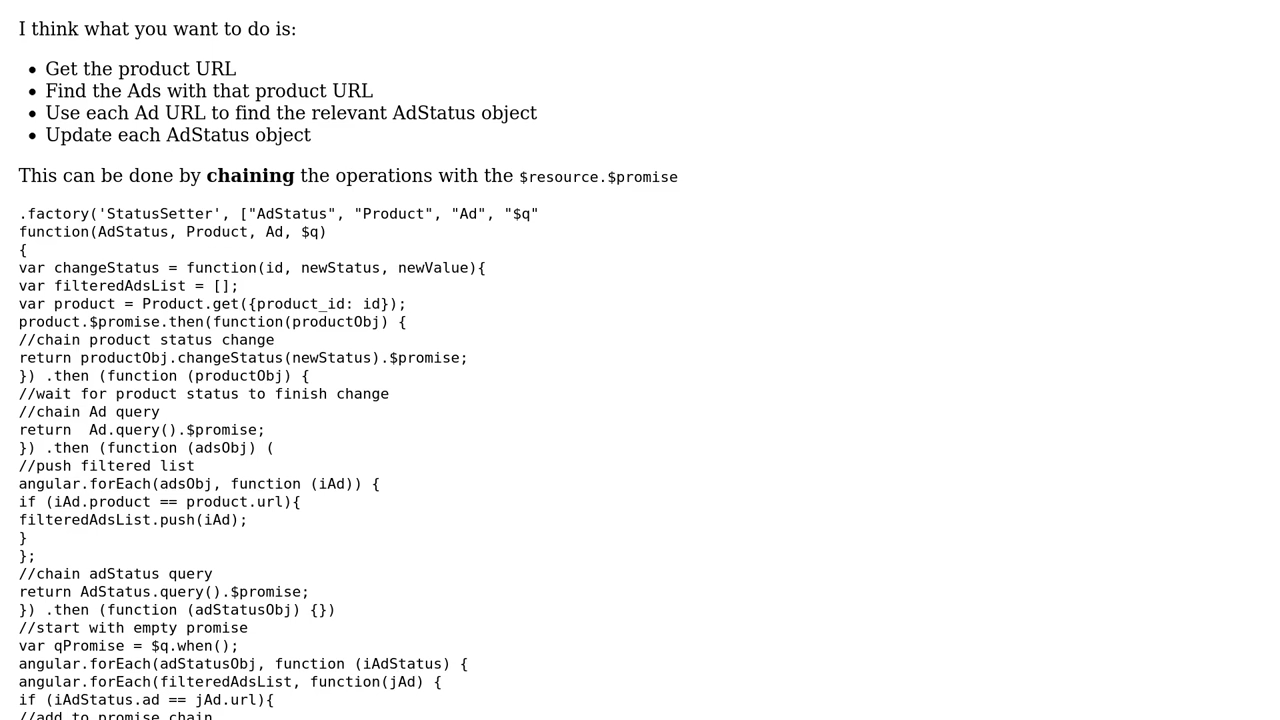 I think what you want to do is:
• Get the product URL
• Find the Ads with that product URL
• Use each Ad URL to find the relevant AdStatus object
• Update each AdStatus object
This can be done by chaining the operations with the $resource.$promise
.factory('StatusSetter', ["AdStatus", "Product", "Ad", "$q"
function(AdStatus, Product, Ad, $q)
{
var changeStatus = function(id, newStatus, newValue){
var filteredAdsList = [];
var product = Product.get({product_id: id});
product.$promise.then(function(productObj) {
//chain product status change
return productObj.changeStatus(newStatus).$promise;
}) .then (function (productObj) {
//wait for product status to finish change
//chain Ad query
return  Ad.query().$promise;
}) .then (function (adsObj) (
//push filtered list
angular.forEach(adsObj, function (iAd)) {
if (iAd.product == product.url){
filteredAdsList.push(iAd);
}
};
//chain adStatus query
return AdStatus.query().$promise;
}) .then (function (adStatusObj) {})
//start with empty promise
var qPromise = $q.when();
angular.forEach(adStatusObj, function (iAdStatus) {
angular.forEach(filteredAdsList, function(jAd) {
if (iAdStatus.ad == jAd.url){
//add to promise chain